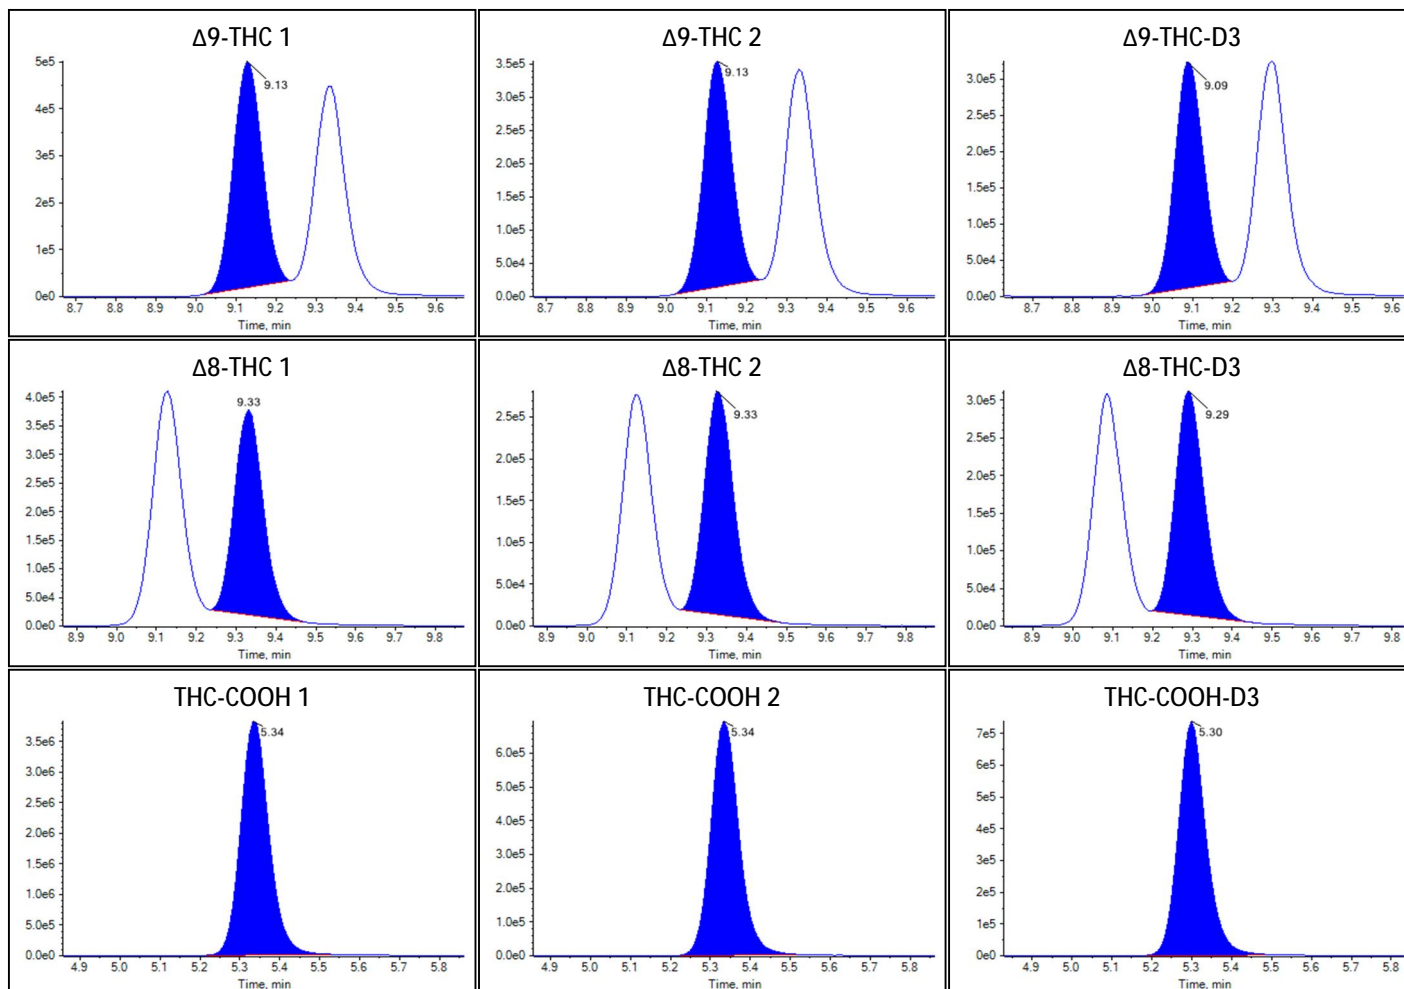 Δ9-THC 1
5e5
4e5
3e5
2e5
1e5
0e0
9.13
8.7 8.8 8.9 9.0 9.1 9.2 9.3 9.4 9.5 9.6
Time, min
Δ9-THC 2
3.5e5
3.0e5
2.5e5
2.0e5
1.5e5
1.0e5
5.0e4
0.0e0
9.13
8.7 8.8 8.9 9.0 9.1 9.2 9.3 9.4 9.5 9.6
Time, min
Δ9-THC-D3
3.0e5
2.5e5
2.0e5
1.5e5
1.0e5
5.0e4
0.0e0
9.09
8.7 8.8 8.9 9.0 9.1 9.2 9.3 9.4 9.5 9.6
Time, min
Δ8-THC 1
4.0e5
3.5e5
3.0e5
2.5e5
2.0e5
1.5e5
1.0e5
5.0e4
0.0e0
9.33
8.9 9.0 9.1 9.2 9.3 9.4 9.5 9.6 9.7 9.8
Time, min
Δ8-THC 2
2.5e5
2.0e5
1.5e5
1.0e5
5.0e4
0.0e0
9.33
8.9 9.0 9.1 9.2 9.3 9.4 9.5 9.6 9.7 9.8
Time, min
Δ8-THC-D3
3.0e5
2.5e5
2.0e5
1.5e5
1.0e5
5.0e4
0.0e0
9.29
8.9 9.0 9.1 9.2 9.3 9.4 9.5 9.6 9.7 9.8
Time, min
THC-COOH 1
3.5e6
3.0e6
2.5e6
2.0e6
1.5e6
1.0e6
5.0e5
0.0e0
5.34
4.9 5.0 5.1 5.2 5.3 5.4 5.5 5.6 5.7 5.8
Time, min
THC-COOH 2
6.0e5
5.0e5
4.0e5
3.0e5
2.0e5
1.0e5
0.0e0
5.34
4.9 5.0 5.1 5.2 5.3 5.4 5.5 5.6 5.7 5.8
Time, min
THC-COOH-D3
7e5
6e5
5e5
4e5
3e5
2e5
1e5
0e0
5.30
4.9 5.0 5.1 5.2 5.3 5.4 5.5 5.6 5.7 5.8
Time, min